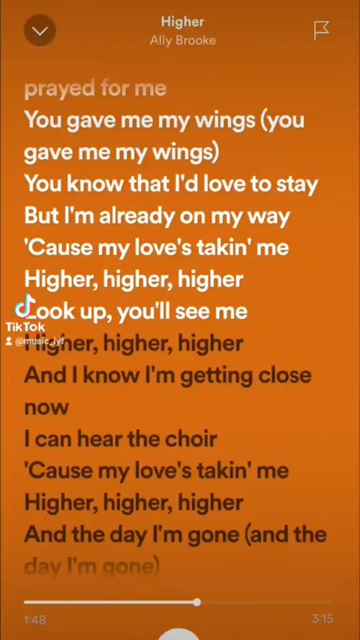 Higher
Ally Brooke
prayed for me
You gave me my wings (you
gave me my wings)
You know that I'd love to stay
But I'm already on my way
'Cause my love's takin' me
Higher, higher, higher
Look up, you'll see me
TikTok
@music_lyf
Higher, higher, higher
And I know I'm getting close
now
I can hear the choir
'Cause my love's takin' me
Higher, higher, higher
And the day I'm gone (and the
day I'm gone)
1:48
3:15